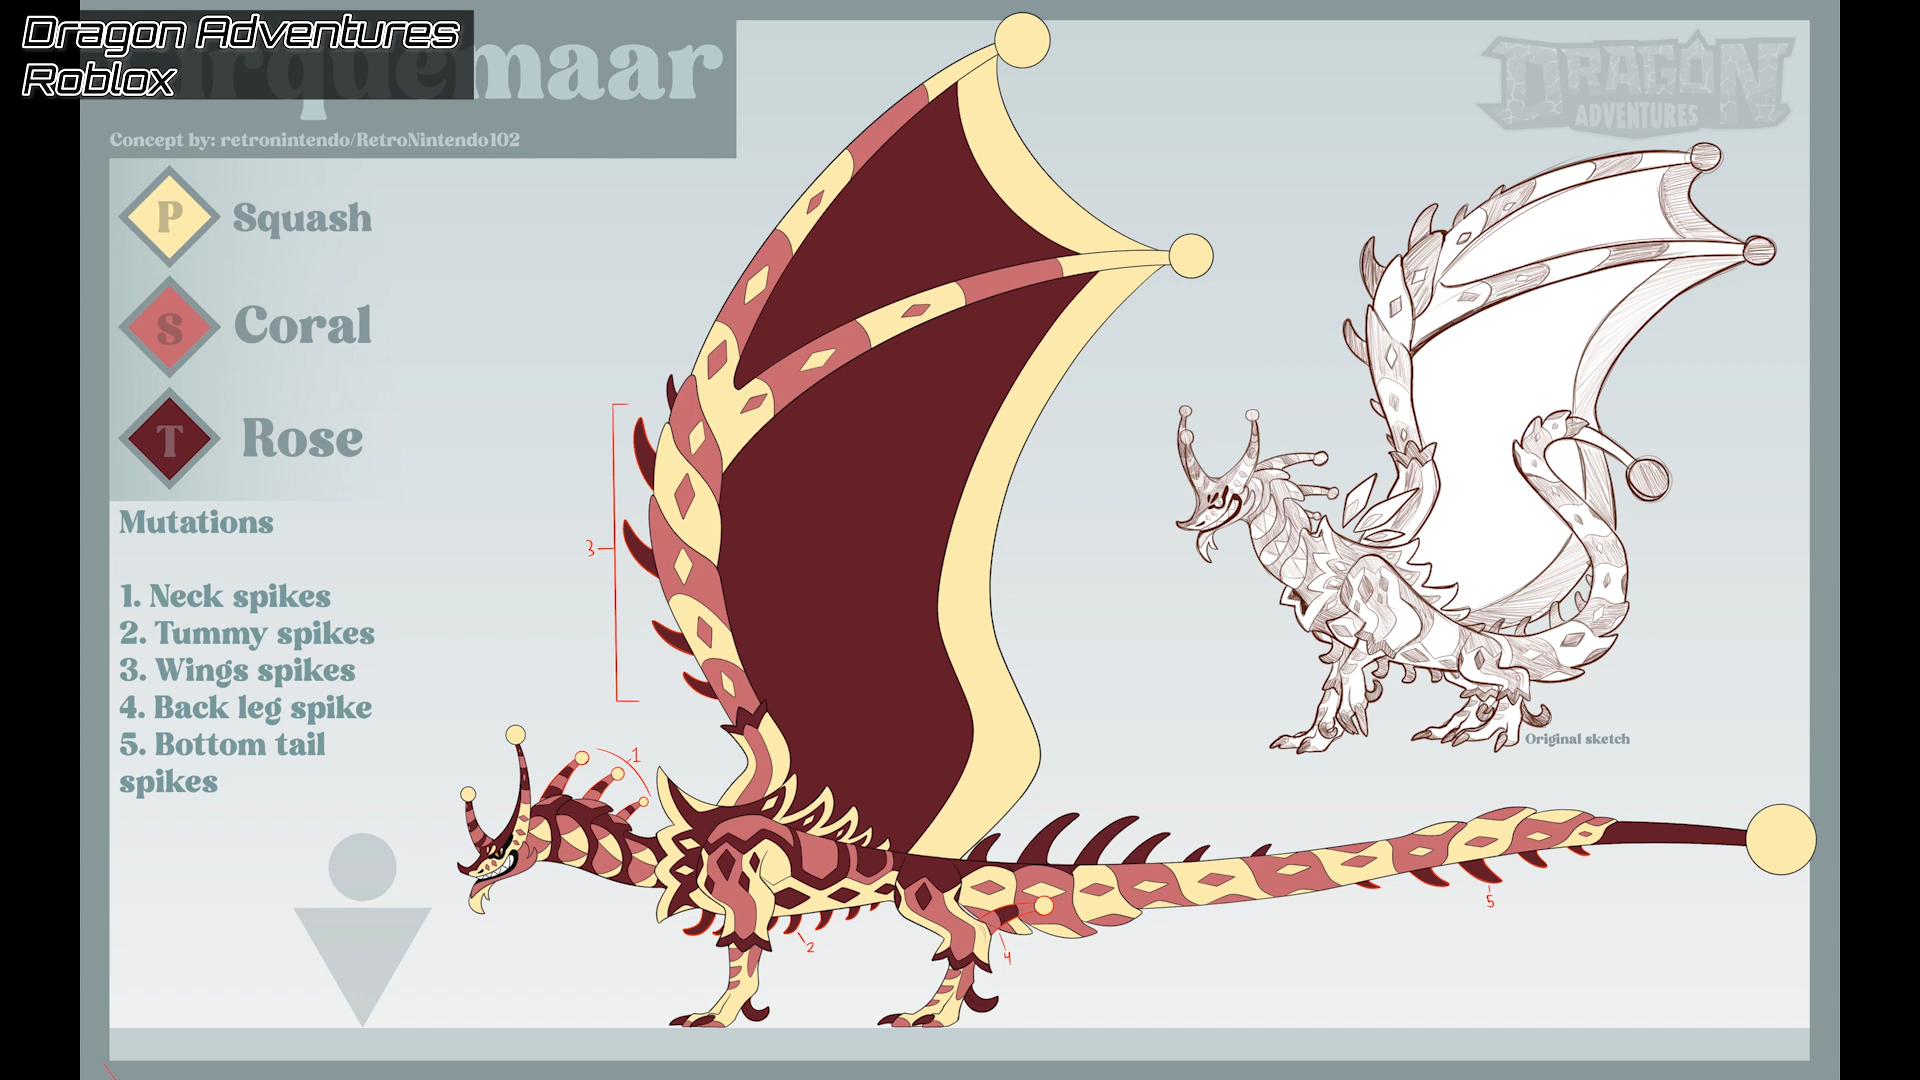 Dragon Adventures
Roblox
maar
Concept by: retronintendo/RetroNintendo102
DRAGON
ADVENTURES
P Squash
S Coral
T Rose
Mutations
1. Neck spikes
2. Tummy spikes
3. Wings spikes
4. Back leg spike
5. Bottom tail
spikes
3
1
2
4
5
Original sketch